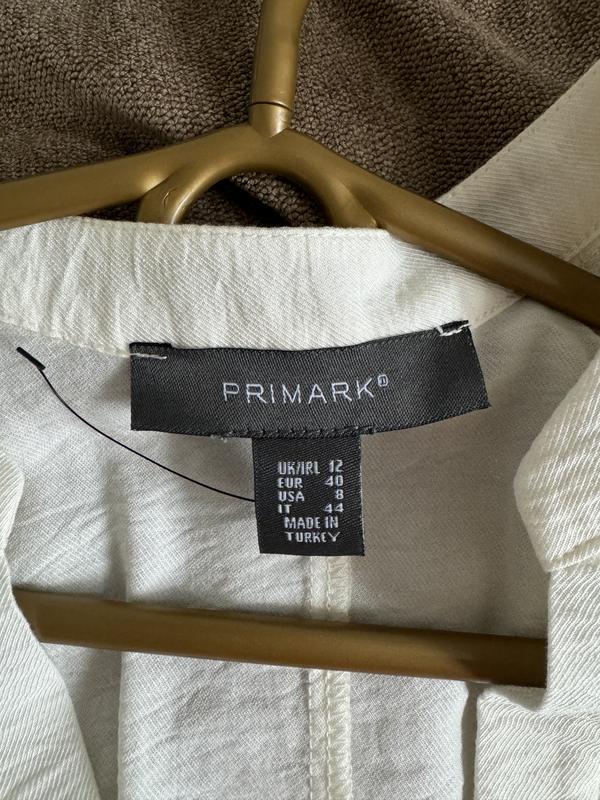 PRIMARK®
UK/IRL 12
EUR 40
USA 8
IT 44
MADE IN
TURKEY